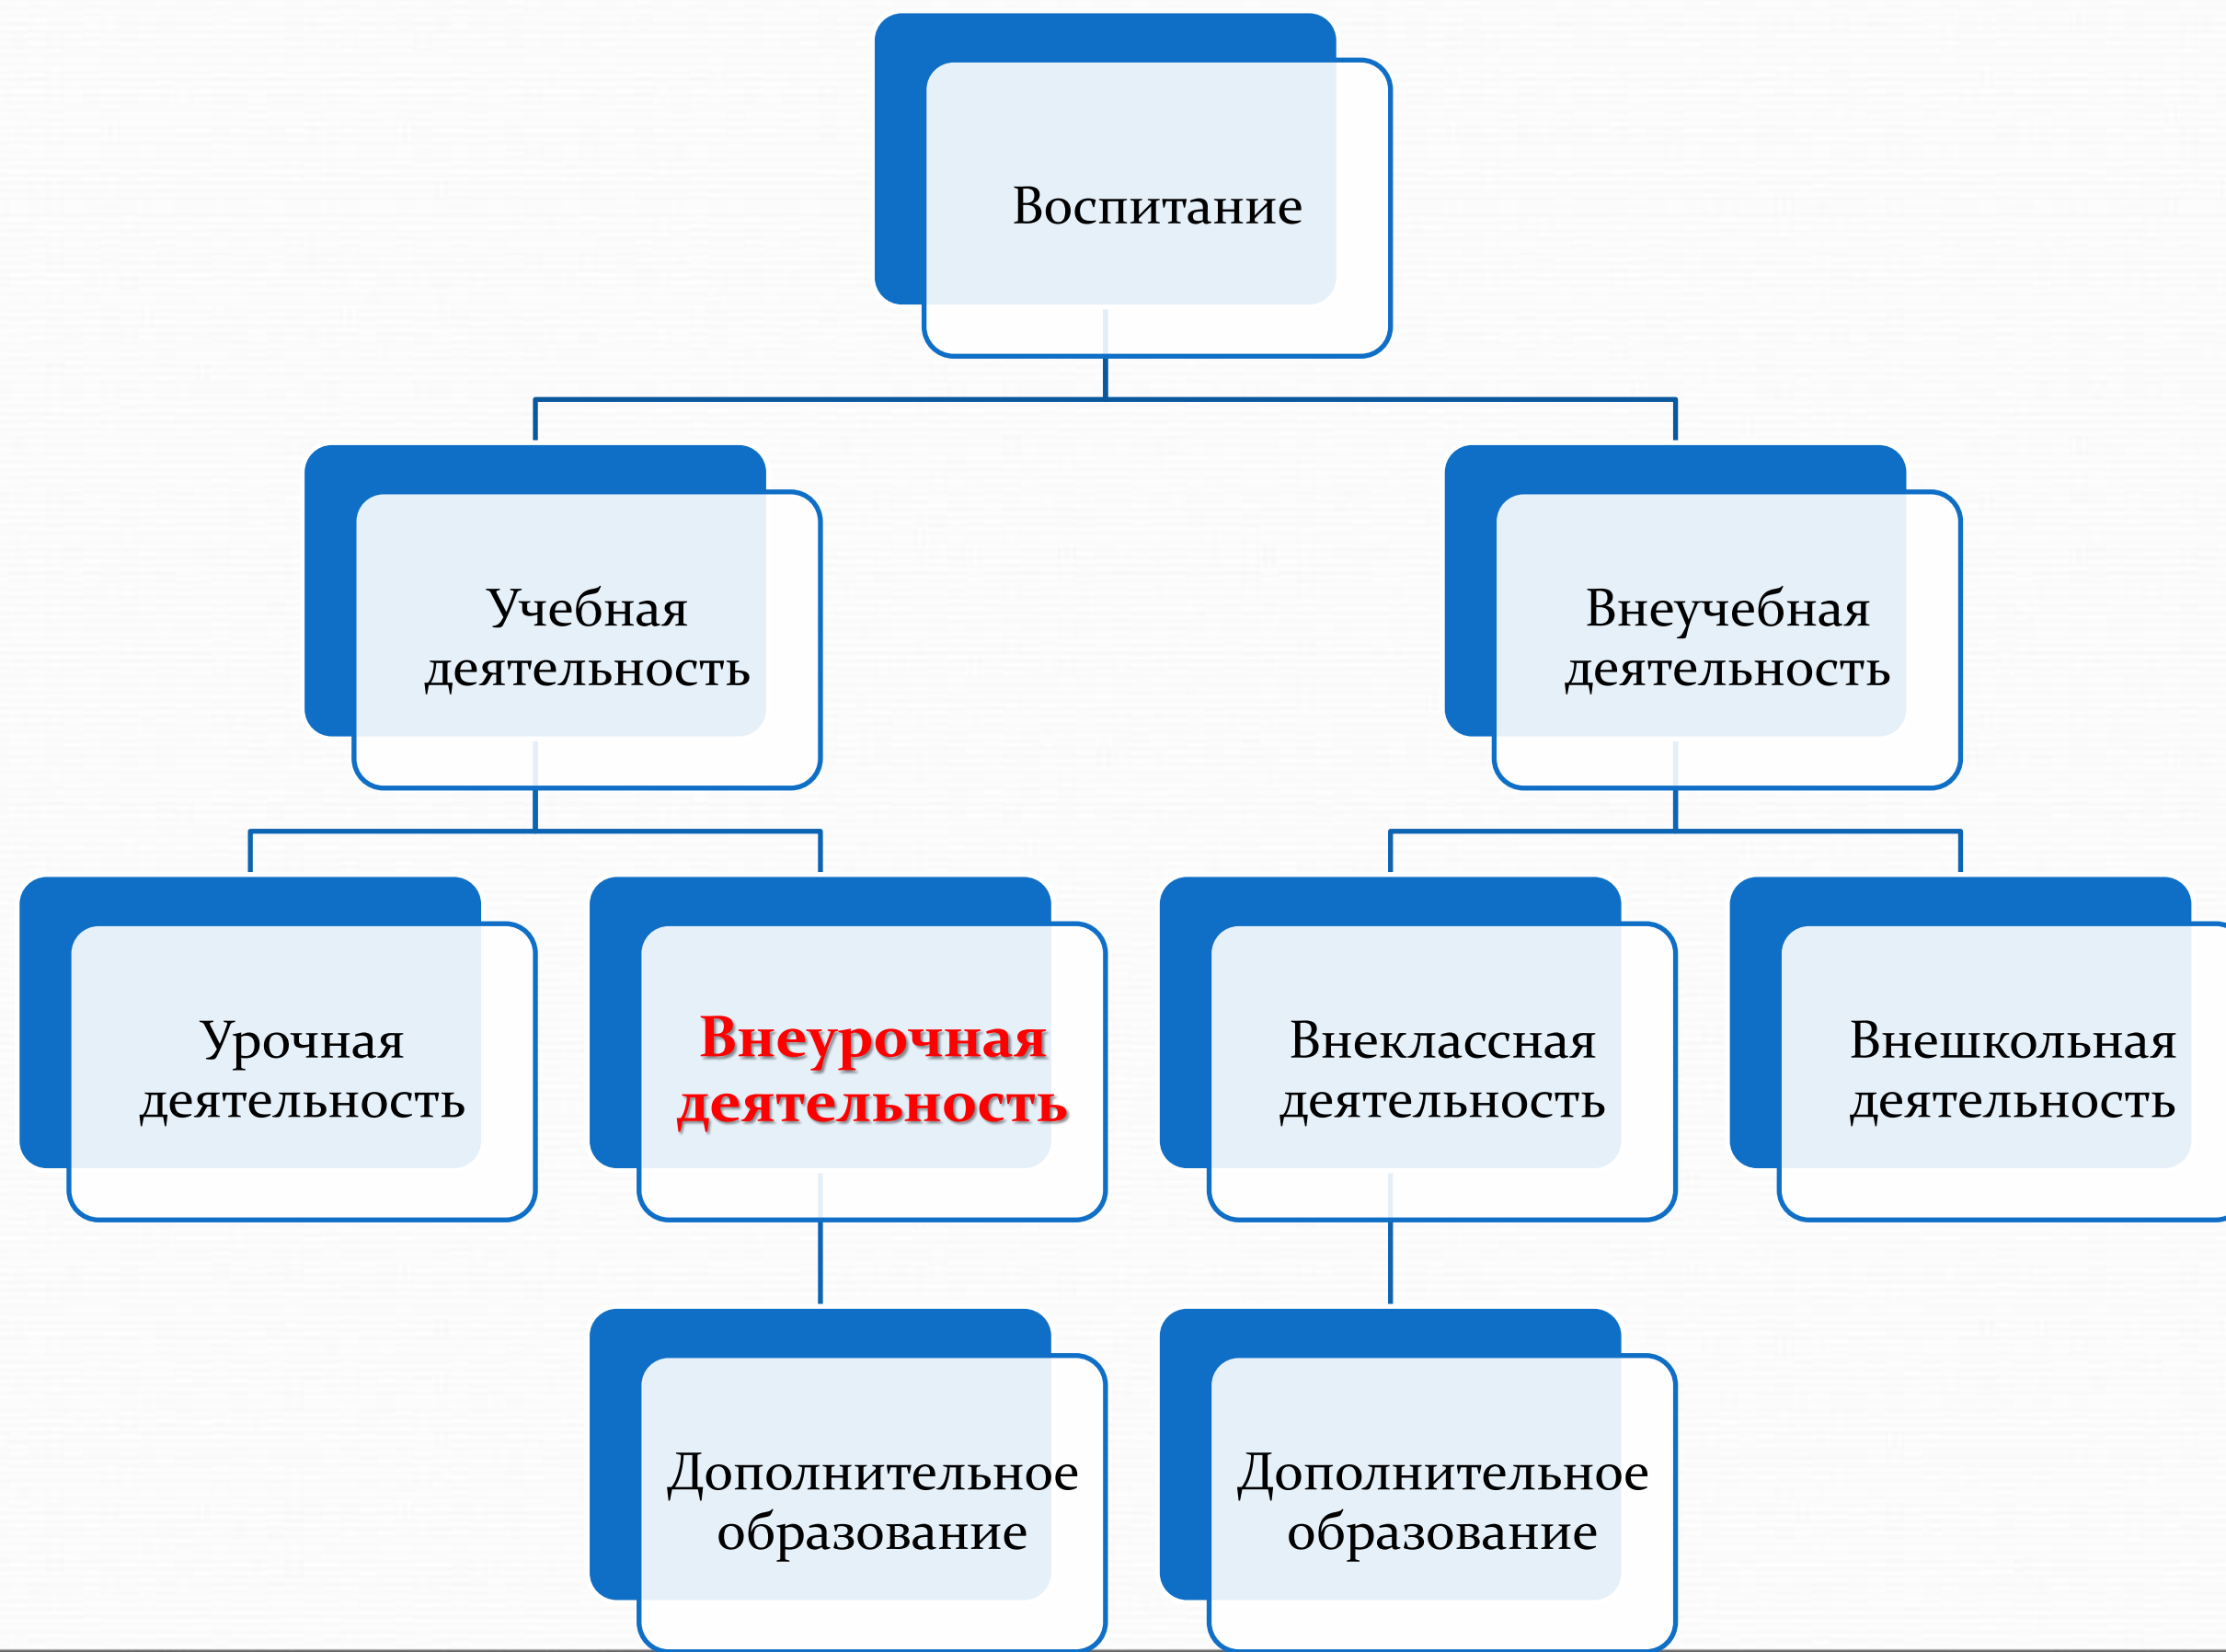 Воспитание
Учебная
деятельность
Внеучебная
деятельность
Урочная
деятельность
Внеурочная
деятельность
Внеклассная
деятельность
Внешкольная
деятельность
Дополнительное
образование
Дополнительное
образование